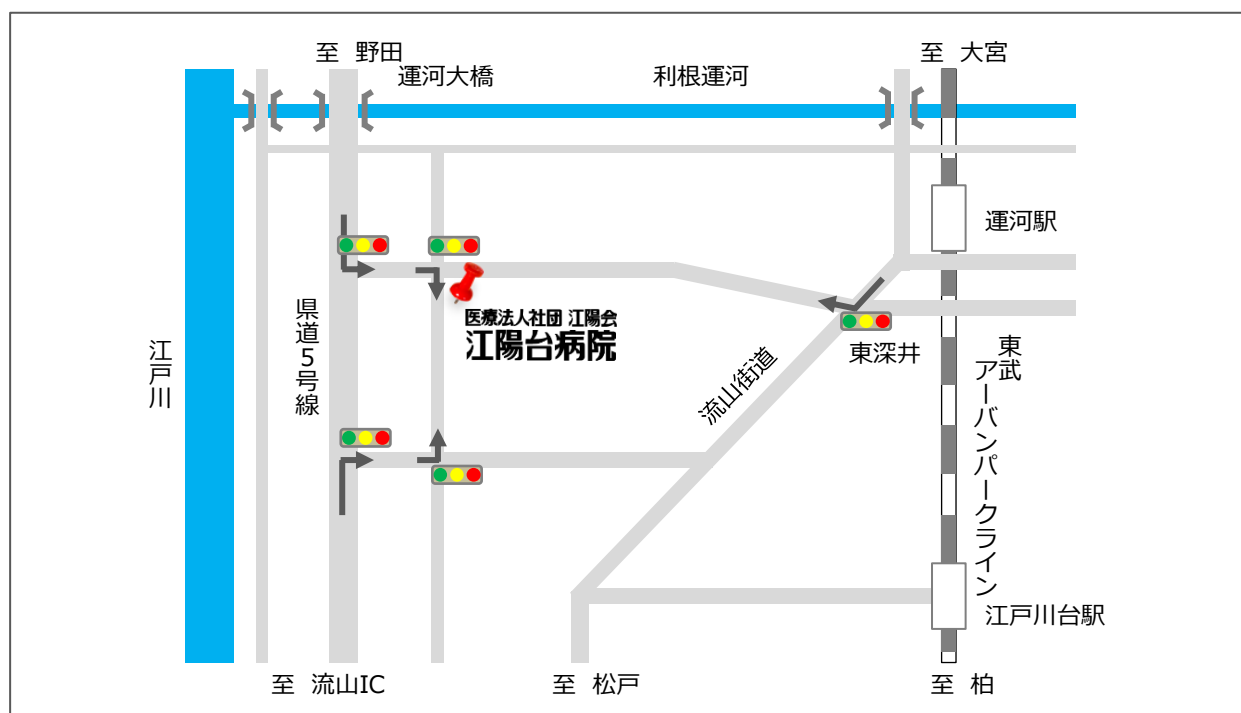 至 野田
至 大宮
運河大橋
利根運河
運河駅
県道5号線
江戸川
医療法人社団 江陽会
江陽台病院
東深井
流山街道
東武
アーバンパークライン
江戸川台駅
至 流山IC
至 松戸
至 柏